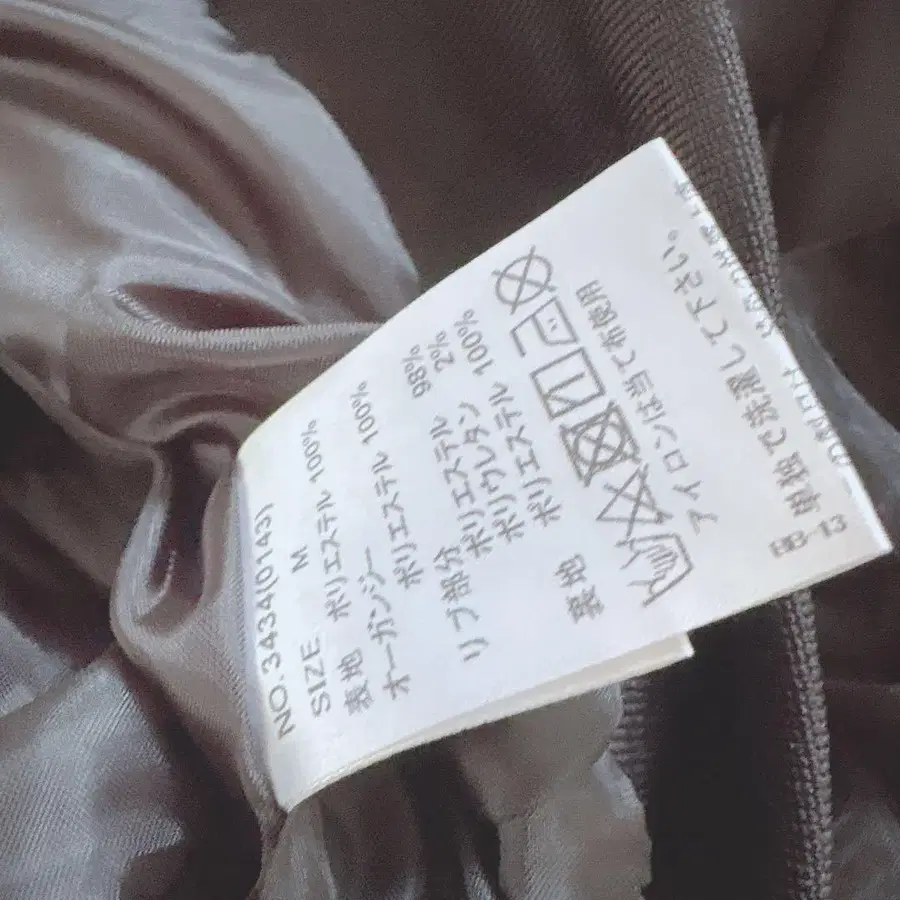 NO.3434(0143)
SIZE M
表地 ポリエステル 100%
オーガンジー
ポリエステル 100%
リブ部分
ポリエステル 98%
ポリウレタン 2%
ポリエステル 100%
アイロンは当て布使用
単独で洗濯して下さい。
BB-13